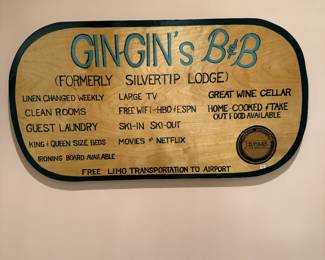 GIN-GIN's B&B
(FORMERLY SILVERTIP LODGE)
LINEN CHANGED WEEKLY
CLEAN ROOMS
GUEST LAUNDRY
KING & QUEEN SIZE BEDS
IRONING BOARD AVAILABLE
LARGE TV
FREE WIFI-HBO & ESPN
SKI-IN SKI-OUT
MOVIES & NETFLIX
GREAT WINE CELLAR
HOME-COOKED & TAKE
OUT FOOD AVAILABLE
FREE LIMO TRANSPORTATION TO AIRPORT